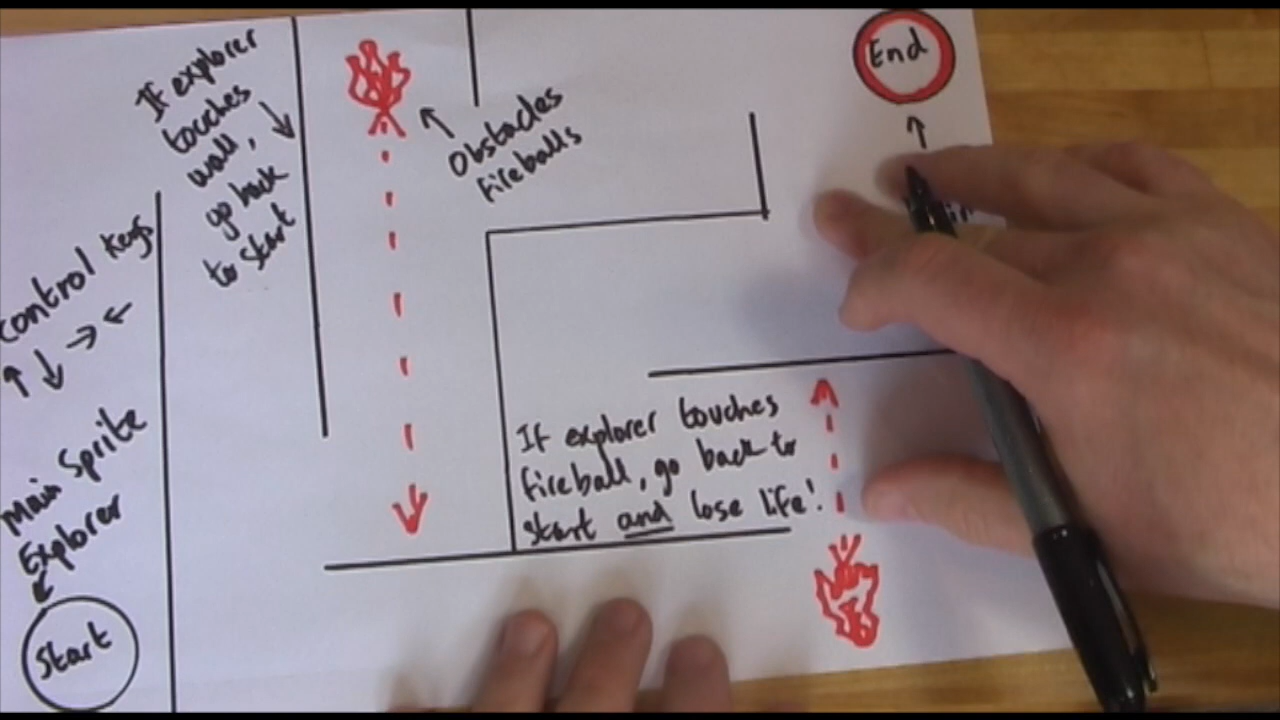 If explorer
touches
wall,
go back
to start
Control keys
Main Sprite
Explorer
Start
Obstacles
Fireballs
If explorer touches
fireball, go back to
start and lose life!
End